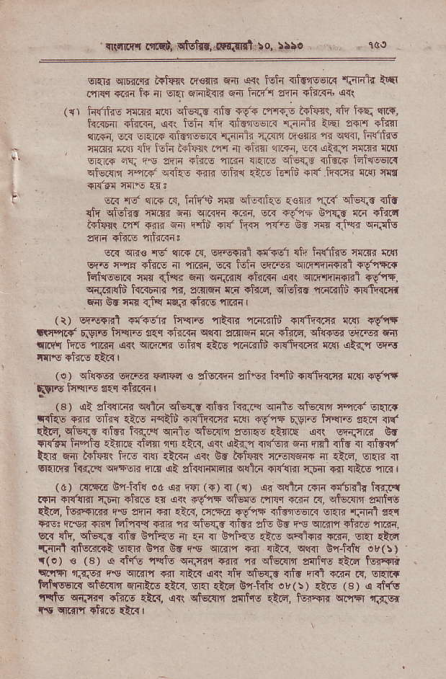 বাংলাদেশ গেজেট, অতিরিক্ত, ফেব্রুয়ারী ১০, ১৯৯৩ ৭৫৩
তাহার আচরণের কৈফিয়ৎ দেওয়ার জন্য এবং তিনি ব্যক্তিগতভাবে শুনানীর ইচ্ছা
পোষণ করেন কি না তাহা জানাইবার জন্য নির্দেশ প্রদান করিবেন, এবং
(খ) নির্ধারিত সময়ের মধ্যে অভিযুক্ত ব্যক্তি কর্তৃক পেশকৃত কৈফিয়ৎ, যদি কিছু থাকে,
বিবেচনা করিবেন, এবং তিনি যদি ব্যক্তিগতভাবে শুনানীর ইচ্ছা প্রকাশ করিয়া
থাকেন, তবে তাহাকে ব্যক্তিগতভাবে শুনানীর সুযোগ দেওয়ার পর অথবা, নির্ধারিত
সময়ের মধ্যে যদি তিনি কৈফিয়ৎ পেশ না করিয়া থাকেন, তবে এইরূপ সময়ের মধ্যে
তাহাকে লঘু দণ্ড প্রদান করিতে পারেন যাহাতে অভিযুক্ত ব্যক্তিকে লিখিতভাবে
অভিযোগ সম্পর্কে অবহিত করার তারিখ হইতে ত্রিশটি কার্য দিবসের মধ্যে সমগ্র
কার্যক্রম সমাপ্ত হয় :
তবে শর্ত থাকে যে, নির্দিষ্ট সময় অতিবাহিত হওয়ার পূর্বে অভিযুক্ত ব্যক্তি
যদি অতিরিক্ত সময়ের জন্য আবেদন করেন, তবে কর্তৃপক্ষ উপযুক্ত মনে করিলে
কৈফিয়ৎ পেশ করার জন্য দশটি কার্য দিবস পর্যন্ত উক্ত সময় বৃদ্ধির অনুমতি
প্রদান করিতে পারিবেন :
তবে আরও শর্ত থাকে যে, তদন্তকারী কর্মকর্তা যদি নির্ধারিত সময়ের মধ্যে
তদন্ত সম্পন্ন করিতে না পারেন, তবে তিনি তদন্তের আদেশদানকারী কর্তৃপক্ষকে
লিখিতভাবে সময় বৃদ্ধির জন্য অনুরোধ করিবেন এবং আদেশদানকারী কর্তৃপক্ষ,
অনুরোধটি বিবেচনার পর, প্রয়োজন মনে করিলে, অতিরিক্ত পনেরোটি কার্যদিবসের
জন্য উক্ত সময় বৃদ্ধি মঞ্জুর করিতে পারেন।
(২) তদন্তকারী কর্মকর্তার সিদ্ধান্ত পাইবার পনেরোটি কার্যদিবসের মধ্যে কর্তৃপক্ষ
তৎসম্পর্কে চূড়ান্ত সিদ্ধান্ত গ্রহণ করিবেন অথবা প্রয়োজন মনে করিলে, অধিকতর তদন্তের জন্য
আদেশ দিতে পারেন এবং আদেশের তারিখ হইতে পনেরোটি কার্যদিবসের মধ্যে এইরূপ তদন্ত
সমাপ্ত করিতে হইবে।
(৩) অধিকতর তদন্তের ফলাফল ও প্রতিবেদন প্রাপ্তির বিশটি কার্যদিবসের মধ্যে কর্তৃপক্ষ
চূড়ান্ত সিদ্ধান্ত গ্রহণ করিবেন।
(৪) এই প্রবিধানের অধীনে অভিযুক্ত ব্যক্তির বিরুদ্ধে আনীত অভিযোগ সম্পর্কে তাহাকে
অবহিত করার তারিখ হইতে নব্বইটি কার্যদিবসের মধ্যে কর্তৃপক্ষ চূড়ান্ত সিদ্ধান্ত গ্রহণে ব্যর্থ
হইলে, অভিযুক্ত ব্যক্তির বিরুদ্ধে আনীত অভিযোগ প্রত্যাহৃত হইয়াছে এবং তদনুসারে উক্ত
কার্যক্রম নিষ্পত্তি হইয়াছে বলিয়া গণ্য হইবে, এবং এইরূপ ব্যর্থতার জন্য দায়ী ব্যক্তি বা ব্যক্তিবর্গ
ইহার জন্য কৈফিয়ৎ দিতে বাধ্য হইবেন এবং উক্ত কৈফিয়ৎ সন্তোষজনক না হইলে, তাহার বা
তাহাদের বিরুদ্ধে অদক্ষতার দায়ে এই প্রবিধানমালার অধীনে কার্যধারা সূচনা করা যাইতে পারে।
(৫) যেক্ষেত্রে উপ-বিধি ৩৫ এর দফা (ক) বা (খ) এর অধীনে কোন কর্মচারীর বিরুদ্ধে
কোন কার্যধারা সূচনা করিতে হয় এবং কর্তৃপক্ষ অভিমত পোষণ করেন যে, অভিযোগ প্রমাণিত
হইলে, তিরস্কারের দণ্ড প্রদান করা হইবে, সেক্ষেত্রে কর্তৃপক্ষ ব্যক্তিগতভাবে তাহার শুনানী গ্রহণ
করতঃ দণ্ডের কারণ লিপিবদ্ধ করার পর অভিযুক্ত ব্যক্তির প্রতি উক্ত দণ্ড আরোপ করিতে পারেন,
তবে যদি, অভিযুক্ত ব্যক্তি উপস্থিত না হন বা উপস্থিত হইতে অস্বীকার করেন, তাহা হইলে
শুনানী ব্যতিরেকেই তাহার উপর উক্ত দণ্ড আরোপ করা যাইবে, অথবা উপ-বিধি ৩৮(১)
(৩) ও (৪) এ বর্ণিত পদ্ধতি অনুসরণ করার পর অভিযোগ প্রমাণিত হইলে তিরস্কার
অপেক্ষা গুরুতর দণ্ড আরোপ করা যাইবে এবং যদি অভিযুক্ত ব্যক্তি দাবী করেন যে, তাহাকে
লিখিতভাবে অভিযোগ জানাইতে হইবে, তাহা হইলে উপ-বিধি ৩৮(১) হইতে (৪) এ বর্ণিত
পদ্ধতি অনুসরণ করিতে হইবে, এবং অভিযোগ প্রমাণিত হইলে, তিরস্কার অপেক্ষা গুরুতর
দণ্ড আরোপ করিতে হইবে।